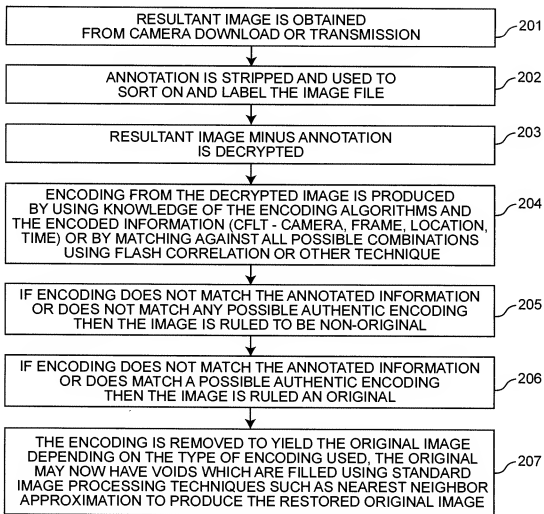 RESULTANT IMAGE IS OBTAINED
FROM CAMERA DOWNLOAD OR TRANSMISSION
201
ANNOTATION IS STRIPPED AND USED TO
SORT ON AND LABEL THE IMAGE FILE
202
RESULTANT IMAGE MINUS ANNOTATION
IS DECRYPTED
203
ENCODING FROM THE DECRYPTED IMAGE IS PRODUCED
BY USING KNOWLEDGE OF THE ENCODING ALGORITHMS AND
THE ENCODED INFORMATION (CFLT - CAMERA, FRAME, LOCATION,
TIME) OR BY MATCHING AGAINST ALL POSSIBLE COMBINATIONS
USING FLASH CORRELATION OR OTHER TECHNIQUE
204
IF ENCODING DOES NOT MATCH THE ANNOTATED INFORMATION
OR DOES NOT MATCH ANY POSSIBLE AUTHENTIC ENCODING
THEN THE IMAGE IS RULED TO BE NON-ORIGINAL
205
IF ENCODING DOES NOT MATCH THE ANNOTATED INFORMATION
OR DOES MATCH A POSSIBLE AUTHENTIC ENCODING
THEN THE IMAGE IS RULED AN ORIGINAL
206
THE ENCODING IS REMOVED TO YIELD THE ORIGINAL IMAGE
DEPENDING ON THE TYPE OF ENCODING USED, THE ORIGINAL
MAY NOW HAVE VOIDS WHICH ARE FILLED USING STANDARD
IMAGE PROCESSING TECHNIQUES SUCH AS NEAREST NEIGHBOR
APPROXIMATION TO PRODUCE THE RESTORED ORIGINAL IMAGE
207